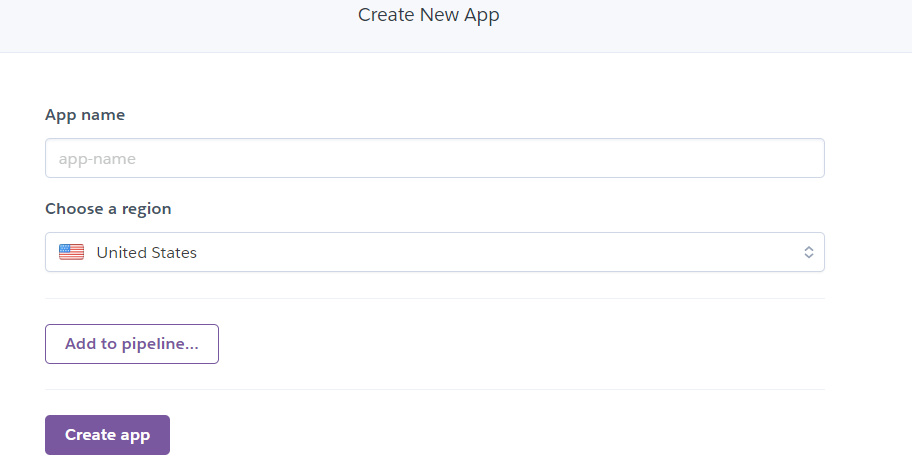 Create New App
App name
app-name
Choose a region
United States
Add to pipeline...
Create app